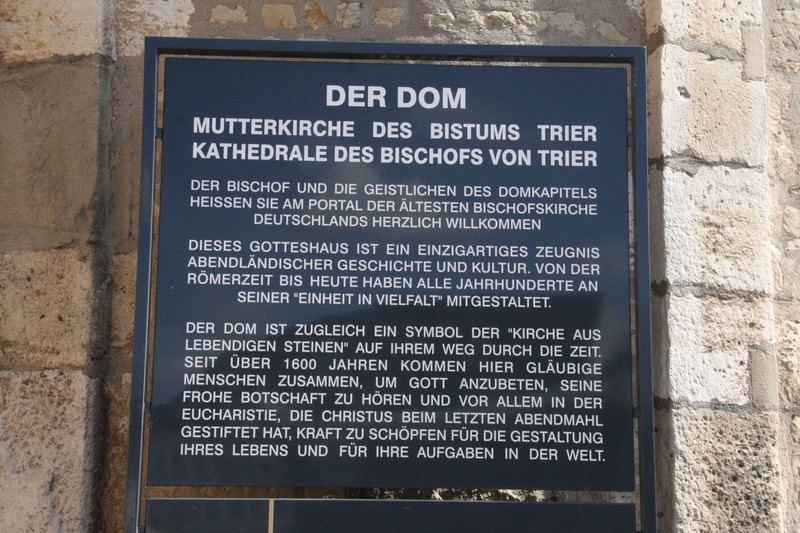 DER DOM
MUTTERKIRCHE DES BISTUMS TRIER
KATHEDRALE DES BISCHOFS VON TRIER
DER BISCHOF UND DIE GEISTLICHEN DES DOMKAPITELS
HEISSEN SIE AM PORTAL DER ÄLTESTEN BISCHOFSKIRCHE
DEUTSCHLANDS HERZLICH WILLKOMMEN
DIESES GOTTESHAUS IST EIN EINZIGARTIGES ZEUGNIS
ABENDLÄNDISCHER GESCHICHTE UND KULTUR. VON DER
RÖMERZEIT BIS HEUTE HABEN ALLE JAHRHUNDERTE AN
SEINER "EINHEIT IN VIELFALT" MITGESTALTET.
DER DOM IST ZUGLEICH EIN SYMBOL DER "KIRCHE AUS
LEBENDIGEN STEINEN" AUF IHREM WEG DURCH DIE ZEIT.
SEIT ÜBER 1600 JAHREN KOMMEN HIER GLÄUBIGE
MENSCHEN ZUSAMMEN, UM GOTT ANZUBETEN, SEINE
FROHE BOTSCHAFT ZU HÖREN UND VOR ALLEM IN DER
EUCHARISTIE, DIE CHRISTUS BEIM LETZTEN ABENDMAHL
GESTIFTET HAT, KRAFT ZU SCHÖPFEN FÜR DIE GESTALTUNG
IHRES LEBENS UND FÜR IHRE AUFGABEN IN DER WELT.